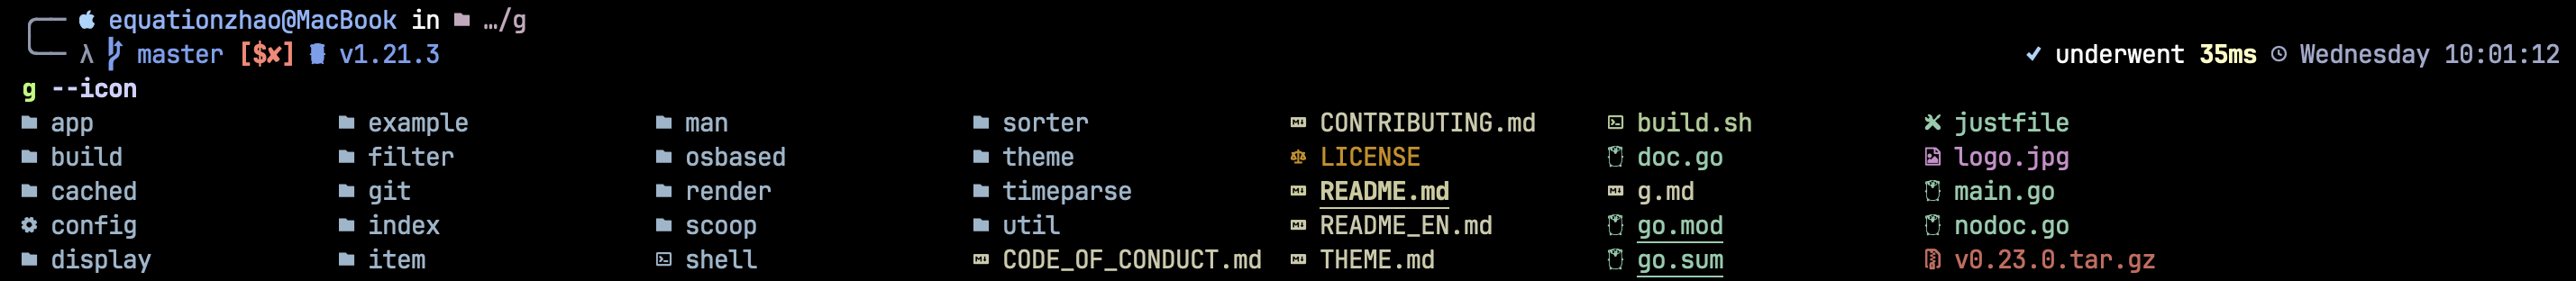 equationzhao@MacBook in …/g
λ master [$✘] v1.21.3 ✓ underwent 35ms Wednesday 10:01:12
g --icon
app example man sorter CONTRIBUTING.md build.sh justfile
build filter osbased theme LICENSE doc.go logo.jpg
cached git render timeparse README.md g.md main.go
config index scoop util README_EN.md go.mod nodoc.go
display item shell CODE_OF_CONDUCT.md THEME.md go.sum v0.23.0.tar.gz